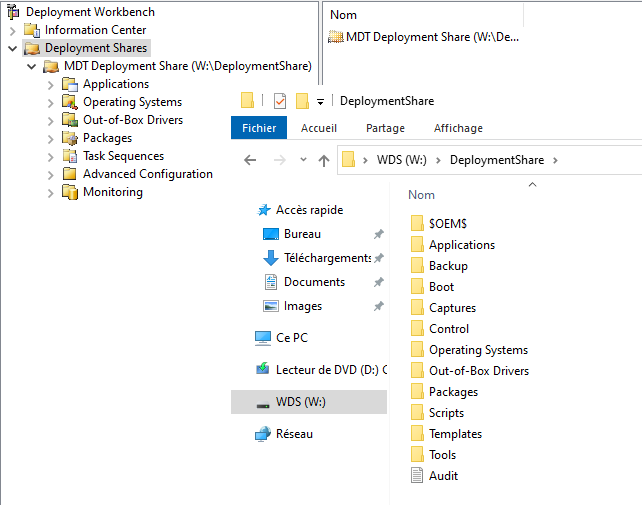 Deployment Workbench
Information Center
Deployment Shares
MDT Deployment Share (W:\DeploymentShare)
Applications
Operating Systems
Out-of-Box Drivers
Packages
Task Sequences
Advanced Configuration
Monitoring
Nom
MDT Deployment Share (W:\De...
DeploymentShare
Fichier
Accueil
Partage
Affichage
WDS (W:)
DeploymentShare
Accès rapide
Bureau
Téléchargements
Documents
Images
Ce PC
Lecteur de DVD (D:) C
WDS (W:)
Réseau
Nom
$OEM$
Applications
Backup
Boot
Captures
Control
Operating Systems
Out-of-Box Drivers
Packages
Scripts
Templates
Tools
Audit